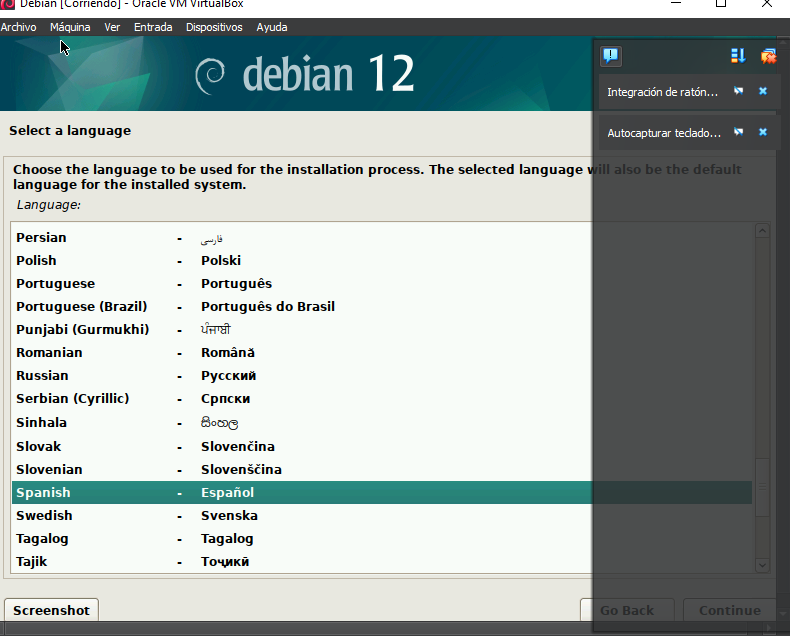 Debian [Corriendo] - Oracle VM VirtualBox
Archivo Máquina Ver Entrada Dispositivos Ayuda
debian 12
Integración de ratón...
Autocapturar teclado...
Select a language
Choose the language to be used for the installation process. The selected language will also be the default
language for the installed system.
Language:
Persian - فارسی
Polish - Polski
Portuguese - Português
Portuguese (Brazil) - Português do Brasil
Punjabi (Gurmukhi) - ਪੰਜਾਬੀ
Romanian - Română
Russian - Русский
Serbian (Cyrillic) - Српски
Sinhala - සිංහල
Slovak - Slovenčina
Slovenian - Slovenščina
Spanish - Español
Swedish - Svenska
Tagalog - Tagalog
Tajik - Тоҷикӣ
Screenshot Go Back Continue